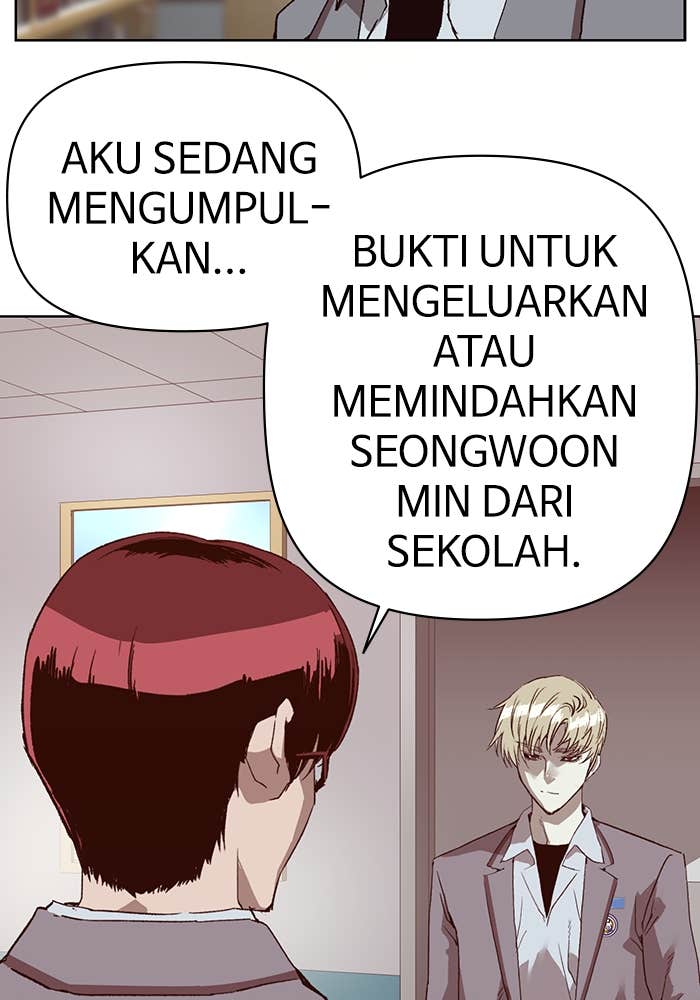 AKU SEDANG
MENGUMPUL-
KAN...
BUKTI UNTUK
MENGELUARKAN
ATAU
MEMINDAHKAN
SEONGWOON
MIN DARI
SEKOLAH.